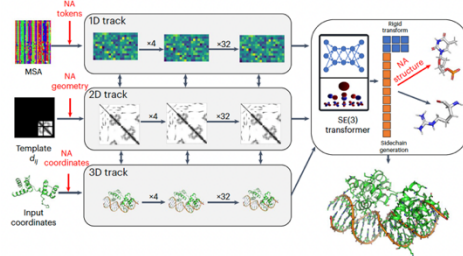 NA
tokens
MSA
1D track
×4
×32
NA
geometry
Template
d_ij
2D track
×4
×32
NA
coordinates
Input
coordinates
3D track
×4
×32
SE(3)
transformer
Rigid
transform
NA
structure
Sidechain
generation